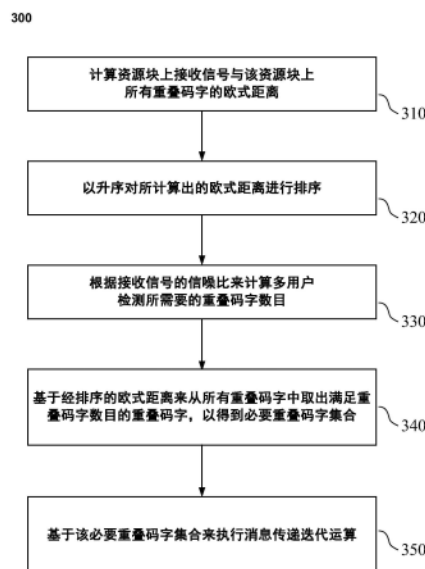 300
计算资源块上接收信号与该资源块上
所有重叠码字的欧式距离
310
以升序对所计算出的欧式距离进行排序
320
根据接收信号的信噪比来计算多用户
检测所需要的重叠码字数目
330
基于经排序的欧式距离来从所有重叠码字中取出满足重
叠码字数目的重叠码字，以得到必要重叠码字集合
340
基于该必要重叠码字集合来执行消息传递迭代运算
350